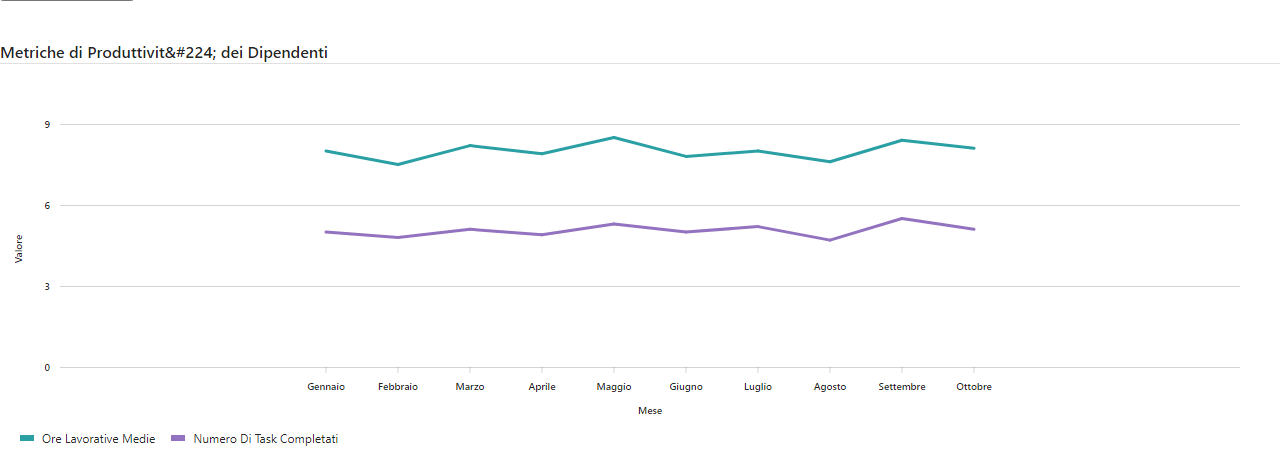 Metriche di Produttivit&#224; dei Dipendenti
9
6
3
0
Valore
Gennaio Febbraio Marzo Aprile Maggio Giugno Luglio Agosto Settembre Ottobre
Mese
Ore Lavorative Medie Numero Di Task Completati